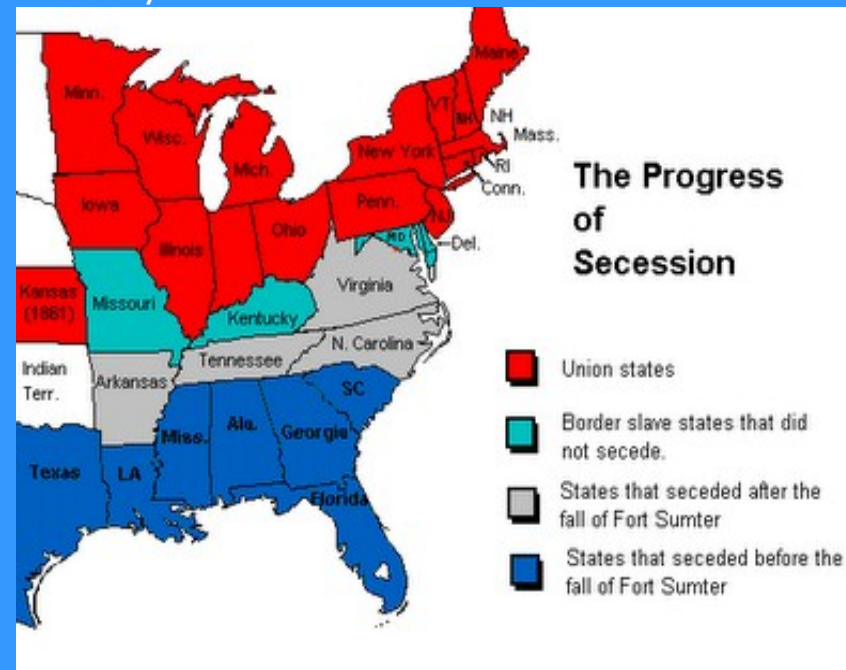 Maine
Minn.
VT
NH
NH
Mass.
Wisc.
Mich.
New York
RI
Conn.
Iowa
Penn.
NJ
Illinois
Ohio
MD
Del.
Kansas
(1861)
Missouri
Virginia
Kentucky
N. Carolina
Indian
Terr.
Arkansas
Tennessee
SC
Miss.
Ala.
Georgia
Texas
LA
Florida
The Progress
of
Secession
Union states
Border slave states that did
not secede.
States that seceded after the
fall of Fort Sumter
States that seceded before the
fall of Fort Sumter